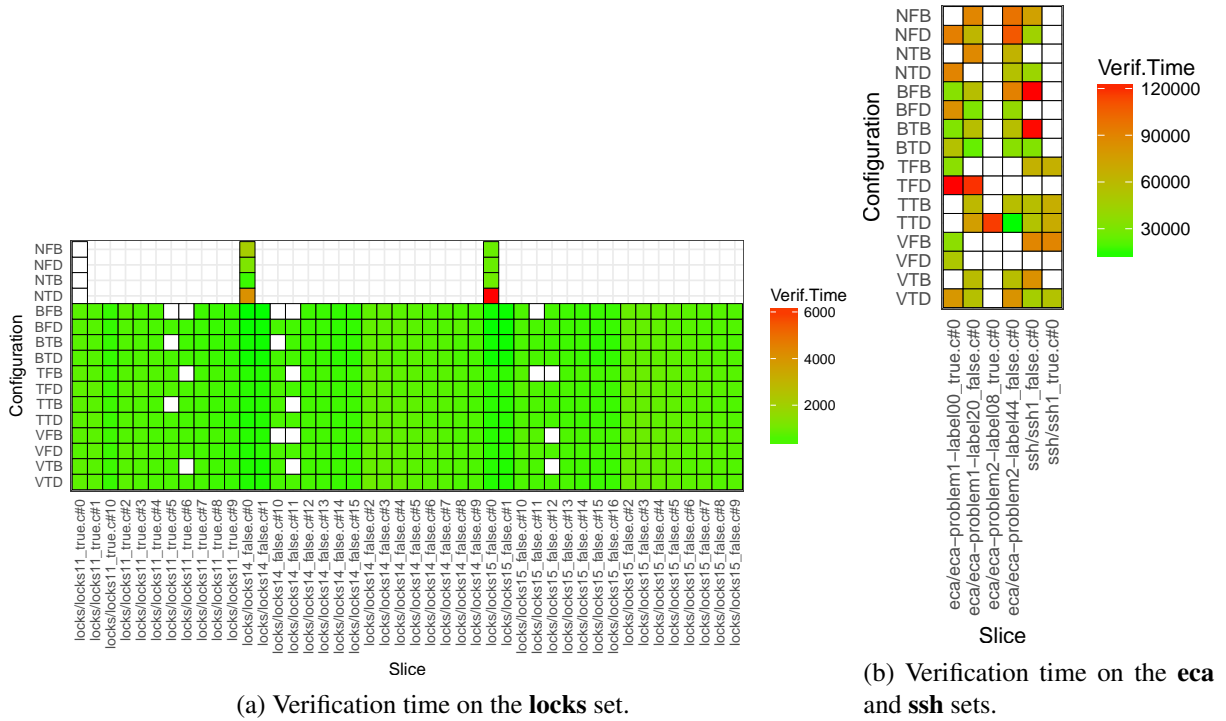 NFB
NFD
NTB
NTD
BFB
BFD
BTB
BTD
TFB
TFD
TTB
TTD
VFB
VFD
VTB
VTD
Configuration
locks/locks11_true.c#0
locks/locks11_true.c#1
locks/locks11_true.c#10
locks/locks11_true.c#2
locks/locks11_true.c#3
locks/locks11_true.c#4
locks/locks11_true.c#5
locks/locks11_true.c#6
locks/locks11_true.c#7
locks/locks11_true.c#8
locks/locks11_true.c#9
locks/locks14_false.c#0
locks/locks14_false.c#1
locks/locks14_false.c#10
locks/locks14_false.c#11
locks/locks14_false.c#12
locks/locks14_false.c#13
locks/locks14_false.c#14
locks/locks14_false.c#15
locks/locks14_false.c#2
locks/locks14_false.c#3
locks/locks14_false.c#4
locks/locks14_false.c#5
locks/locks14_false.c#6
locks/locks14_false.c#7
locks/locks14_false.c#8
locks/locks14_false.c#9
locks/locks15_false.c#0
locks/locks15_false.c#1
locks/locks15_false.c#10
locks/locks15_false.c#11
locks/locks15_false.c#12
locks/locks15_false.c#13
locks/locks15_false.c#14
locks/locks15_false.c#15
locks/locks15_false.c#16
locks/locks15_false.c#2
locks/locks15_false.c#3
locks/locks15_false.c#4
locks/locks15_false.c#5
locks/locks15_false.c#6
locks/locks15_false.c#7
locks/locks15_false.c#8
locks/locks15_false.c#9
Slice
Verif.Time
6000
4000
2000
(a) Verification time on the locks set.
NFB
NFD
NTB
NTD
BFB
BFD
BTB
BTD
TFB
TFD
TTB
TTD
VFB
VFD
VTB
VTD
Configuration
eca/eca−problem1−label00_true.c#0
eca/eca−problem1−label20_false.c#0
eca/eca−problem2−label08_true.c#0
eca/eca−problem2−label44_false.c#0
ssh/ssh1_false.c#0
ssh/ssh1_true.c#0
Slice
Verif.Time
120000
90000
60000
30000
(b) Verification time on the eca
and ssh sets.